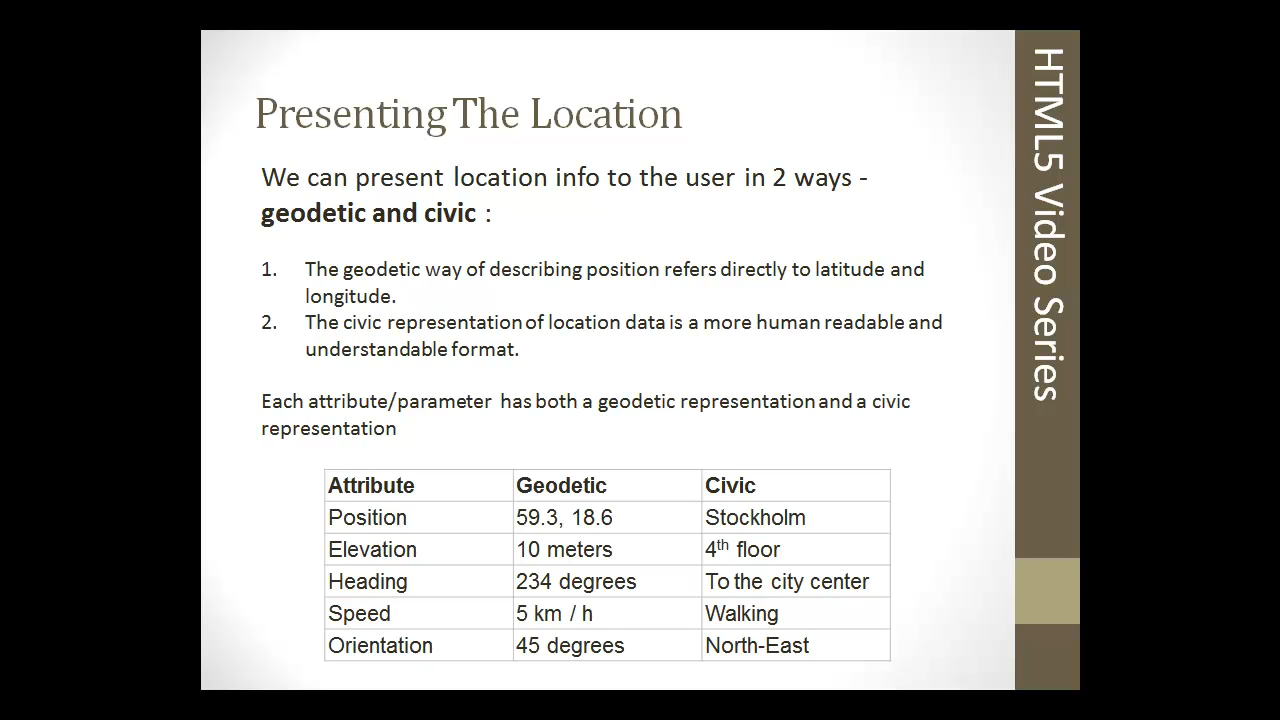 Presenting The Location
We can present location info to the user in 2 ways -
geodetic and civic :
1. The geodetic way of describing position refers directly to latitude and
longitude.
2. The civic representation of location data is a more human readable and
understandable format.
Each attribute/parameter has both a geodetic representation and a civic
representation
Attribute Geodetic Civic
Position 59.3, 18.6 Stockholm
Elevation 10 meters 4th floor
Heading 234 degrees To the city center
Speed 5 km / h Walking
Orientation 45 degrees North-East
HTML5 Video Series